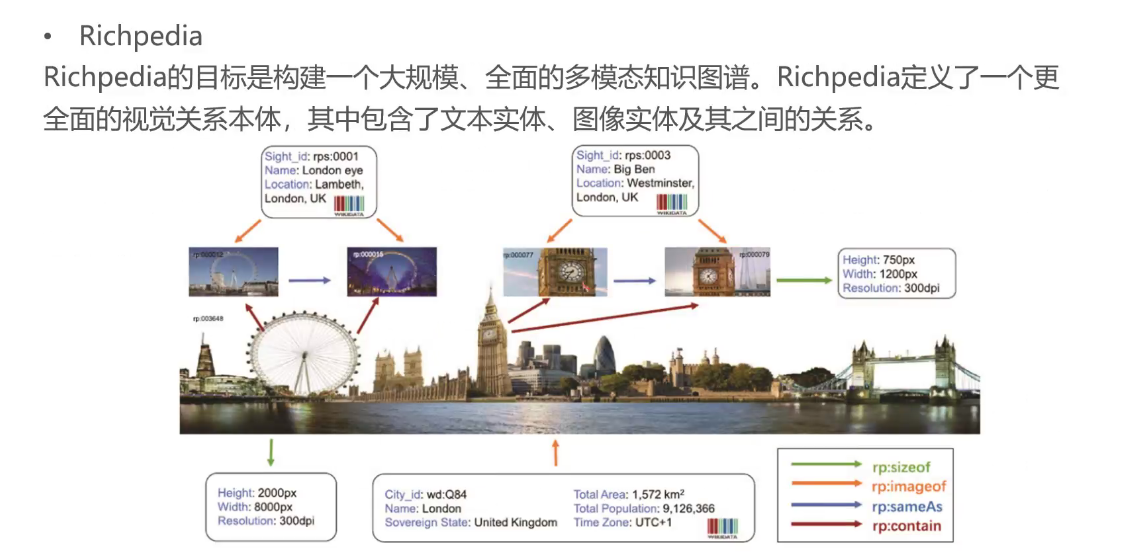 • Richpedia
Richpedia的目标是构建一个大规模、全面的多模态知识图谱。Richpedia定义了一个更
全面的视觉关系本体，其中包含了文本实体、图像实体及其之间的关系。
Sight_id: rps:0001
Name: London eye
Location: Lambeth,
London, UK
WIKIDATA
Sight_id: rps:0003
Name: Big Ben
Location: Westminster,
London, UK
WIKIDATA
rp:000012
rp:000015
rp:000077
rp:000079
Height: 750px
Width: 1200px
Resolution: 300dpi
rp:003648
Height: 2000px
Width: 8000px
Resolution: 300dpi
City_id: wd:Q84
Name: London
Sovereign State: United Kingdom
Total Area: 1,572 km²
Total Population: 9,126,366
Time Zone: UTC+1
WIKIDATA
rp:sizeof
rp:imageof
rp:sameAs
rp:contain